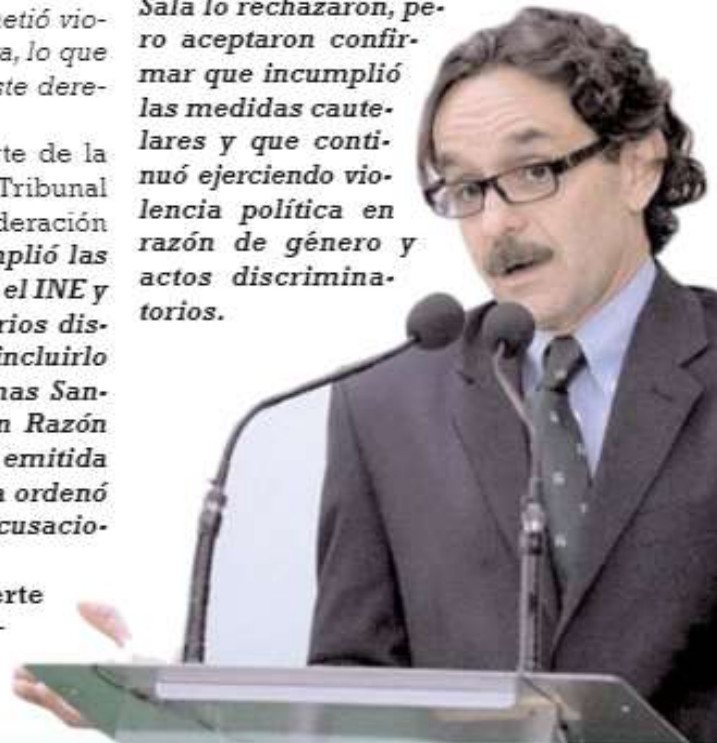 etió vio-
a, lo que
ste dere-
rte de la
Tribunal
deración
mplió las
el INE y
rios dis-
incluirlo
nas San-
n Razón
emitida
a ordenó
cusacio-
erte
-
Sala lo rechazaron, pe-
ro aceptaron confir-
mar que incumplió
las medidas caute-
lares y que conti-
nuó ejerciendo vio-
lencia política en
razón de género y
actos discrimina-
torios.